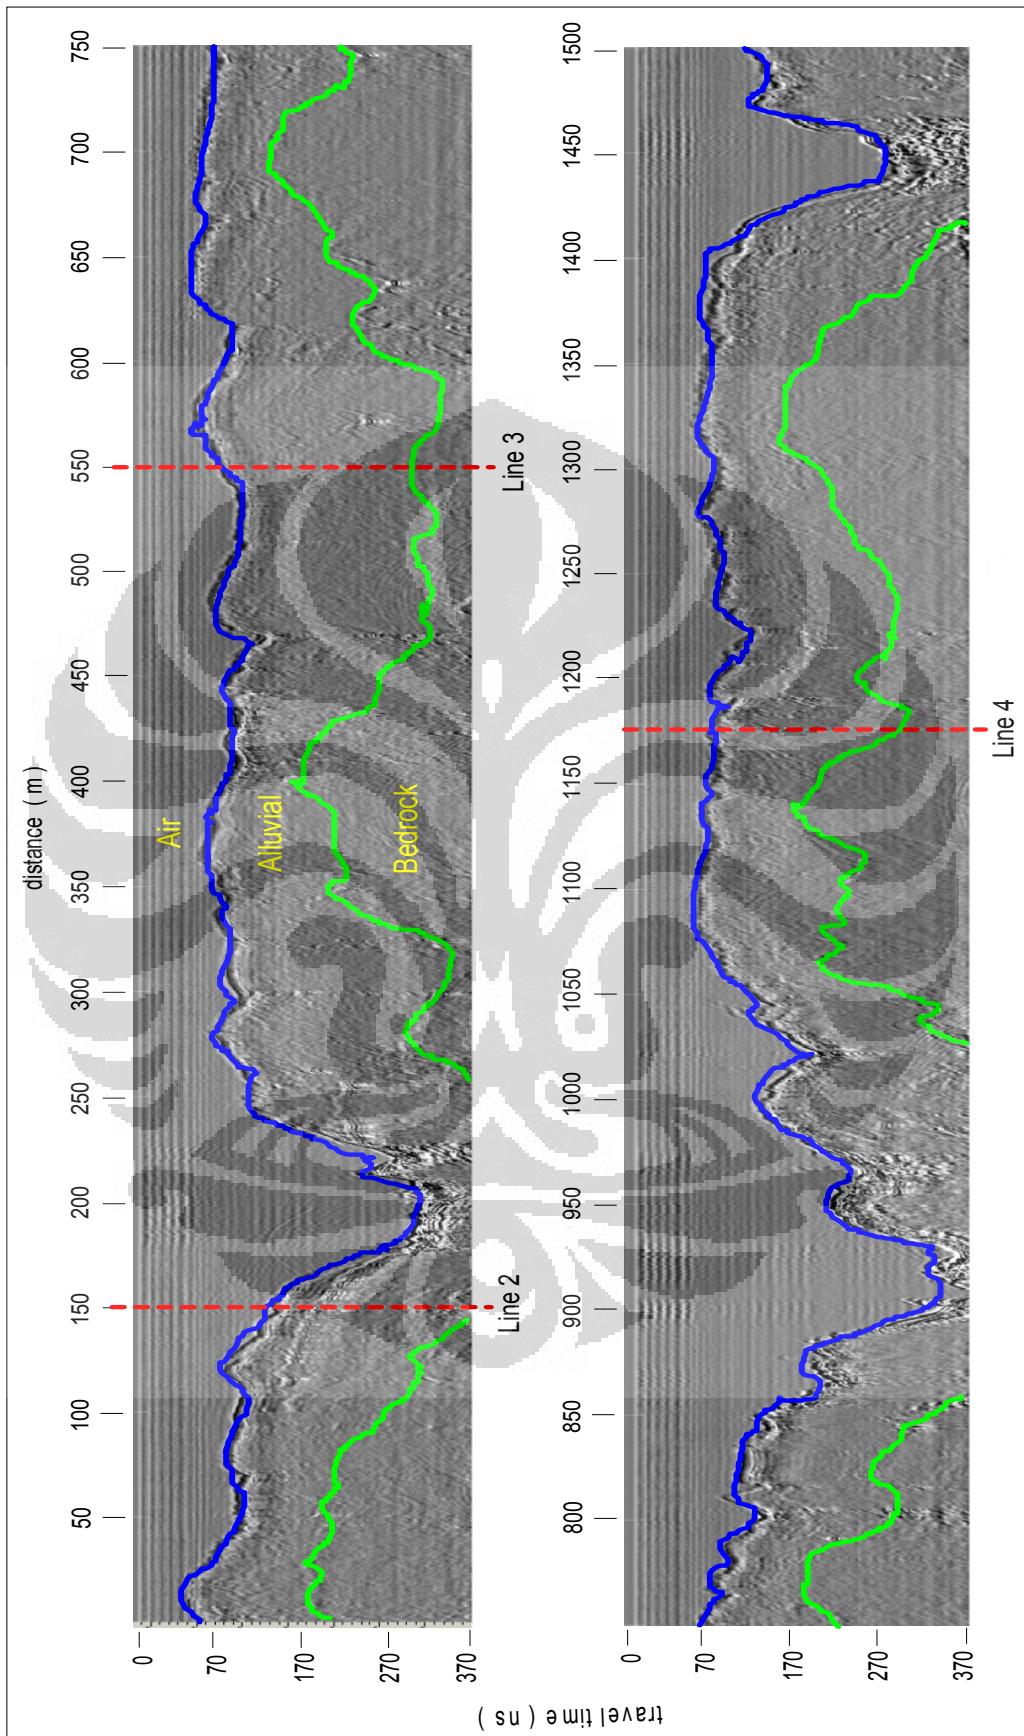 distance ( m )
50 100 150 200 250 300 350 400 450 500 550 600 650 700 750
0
70
170
270
370
Air
Alluvial
Bedrock
Line 2
Line 3
travel time ( ns )
800 850 900 950 1000 1050 1100 1150 1200 1250 1300 1350 1400 1450 1500
0
70
170
270
370
Line 4